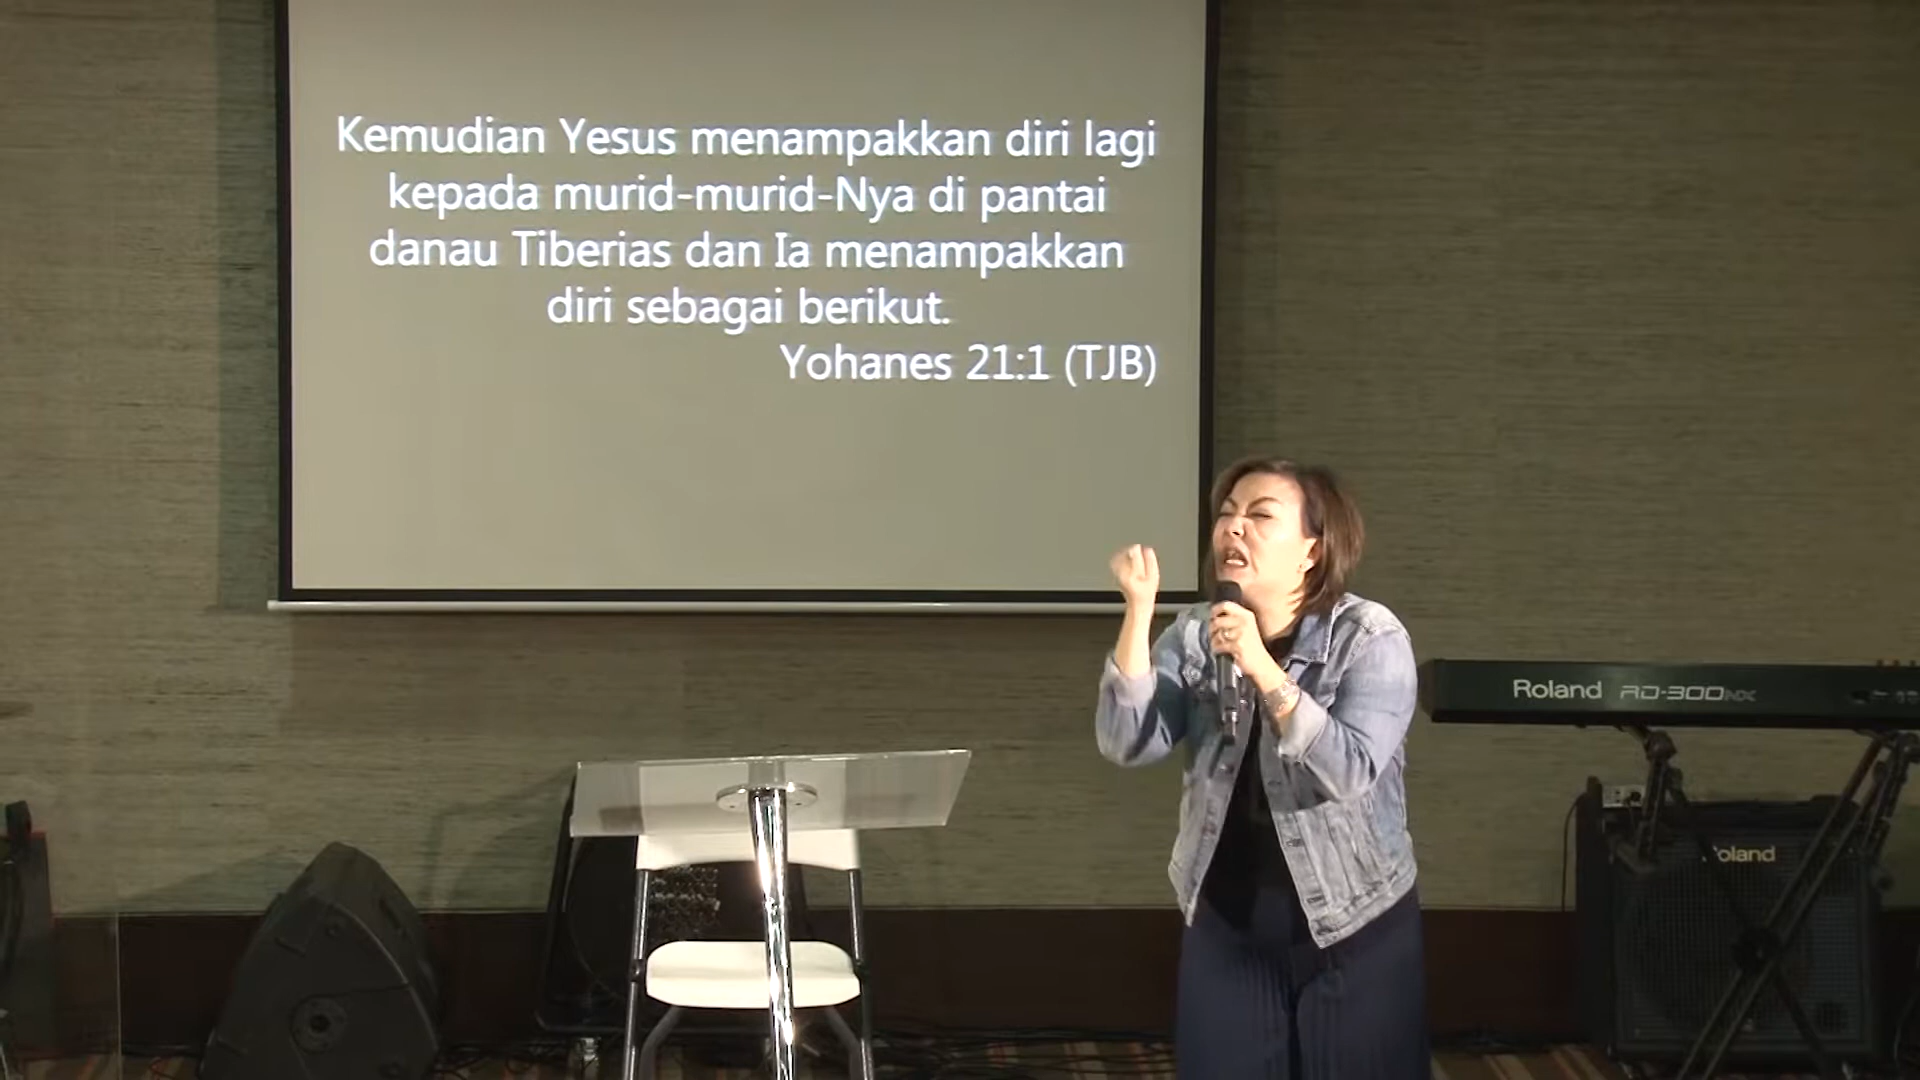 Kemudian Yesus menampakkan diri lagi
kepada murid-murid-Nya di pantai
danau Tiberias dan Ia menampakkan
diri sebagai berikut.
Yohanes 21:1 (TJB)
Roland RD-300NX
Roland